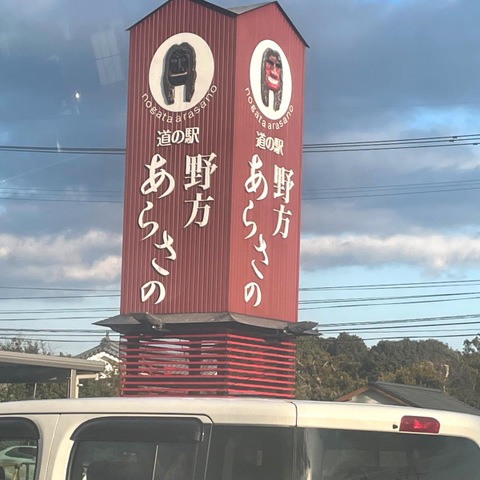 nogata arasano
道の駅
野方
あらさの
nogata arasano
道の駅
野方
あらさの